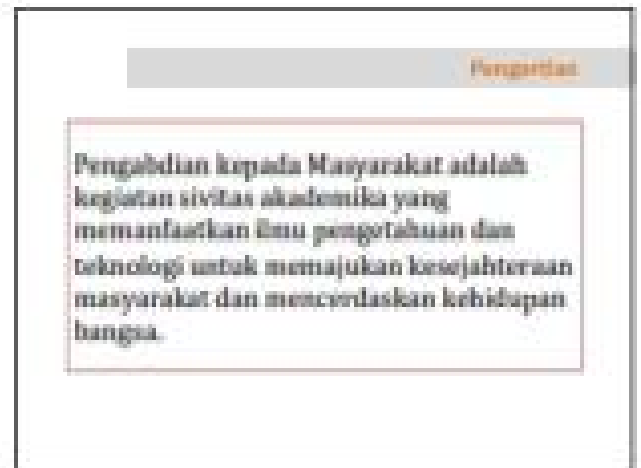 Pengertian
Pengabdian kepada Masyarakat adalah
kegiatan sivitas akademika yang
memanfaatkan ilmu pengetahuan dan
teknologi untuk memajukan kesejahteraan
masyarakat dan mencerdaskan kehidupan
bangsa.